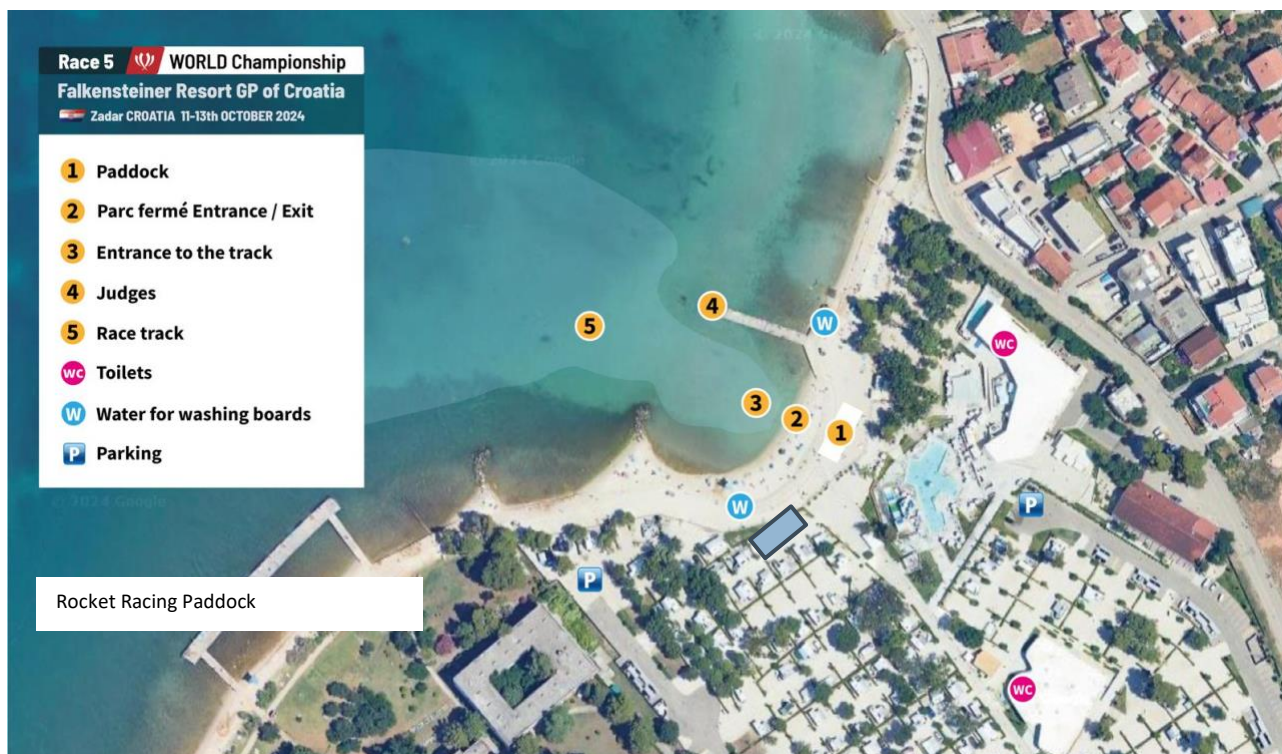 Race 5 WORLD Championship
Falkensteiner Resort GP of Croatia
Zadar CROATIA 11-13th OCTOBER 2024
1 Paddock
2 Parc fermé Entrance / Exit
3 Entrance to the track
4 Judges
5 Race track
WC Toilets
W Water for washing boards
P Parking
Rocket Racing Paddock
4
W
5
WC
3
2
1
W
P
P
WC